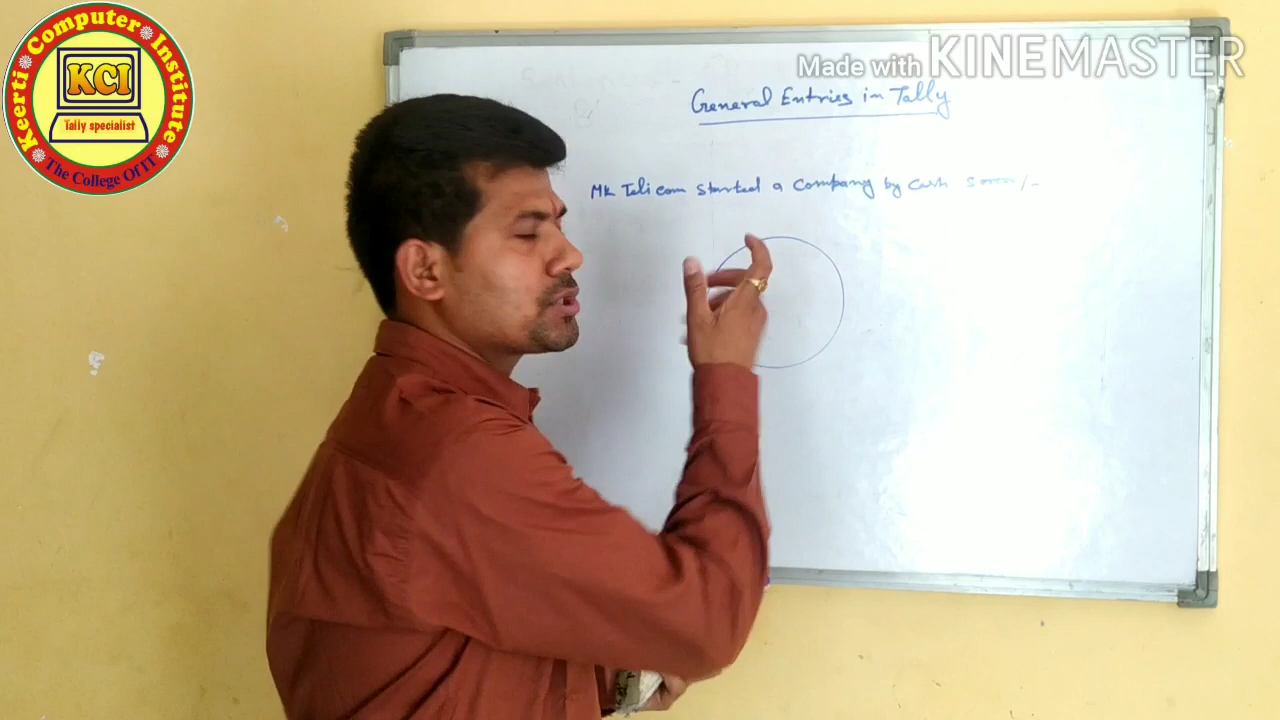 Keerti Computer Institute
KCI
Tally specialist
The College Of IT
Made with KINEMASTER
General Entries in Tally
Mk Telicom started a company by Cash 50000/-